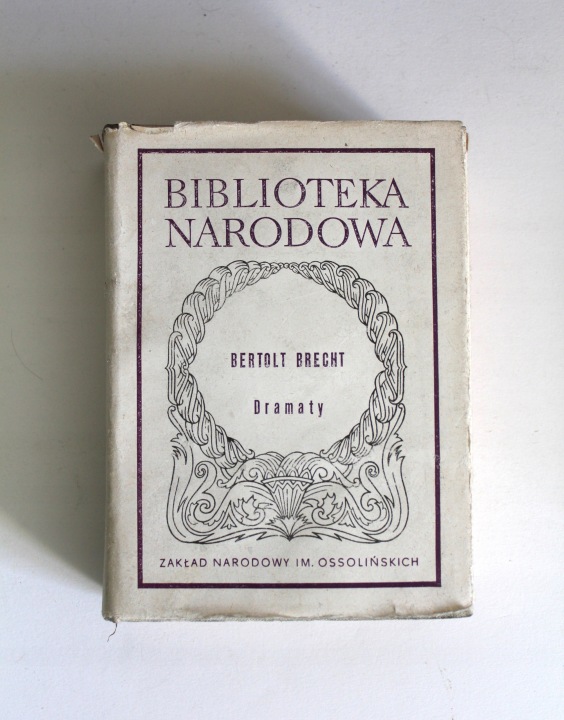 BIBLIOTEKA
NARODOWA
BERTOLT BRECHT
Dramaty
ZAKŁAD NARODOWY IM. OSSOLIŃSKICH